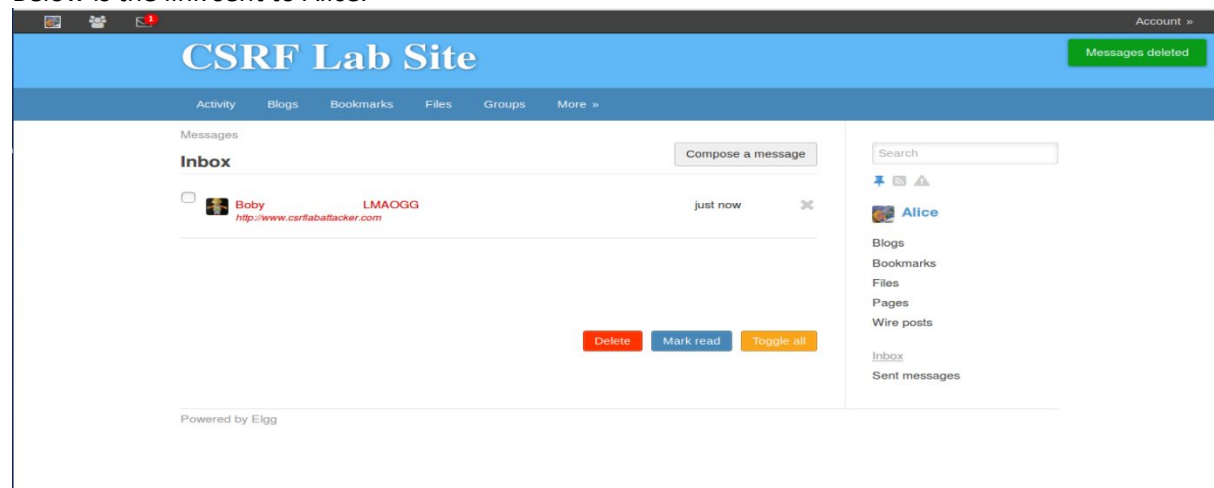 Below is the link sent to Alice.
1
Account »
CSRF Lab Site
Messages deleted
Activity Blogs Bookmarks Files Groups More »
Messages
Inbox
Compose a message
Search
Boby LMAOGG just now
http://www.csrflabattacker.com
Alice
Blogs
Bookmarks
Files
Pages
Wire posts
Delete Mark read Toggle all
Inbox
Sent messages
Powered by Elgg